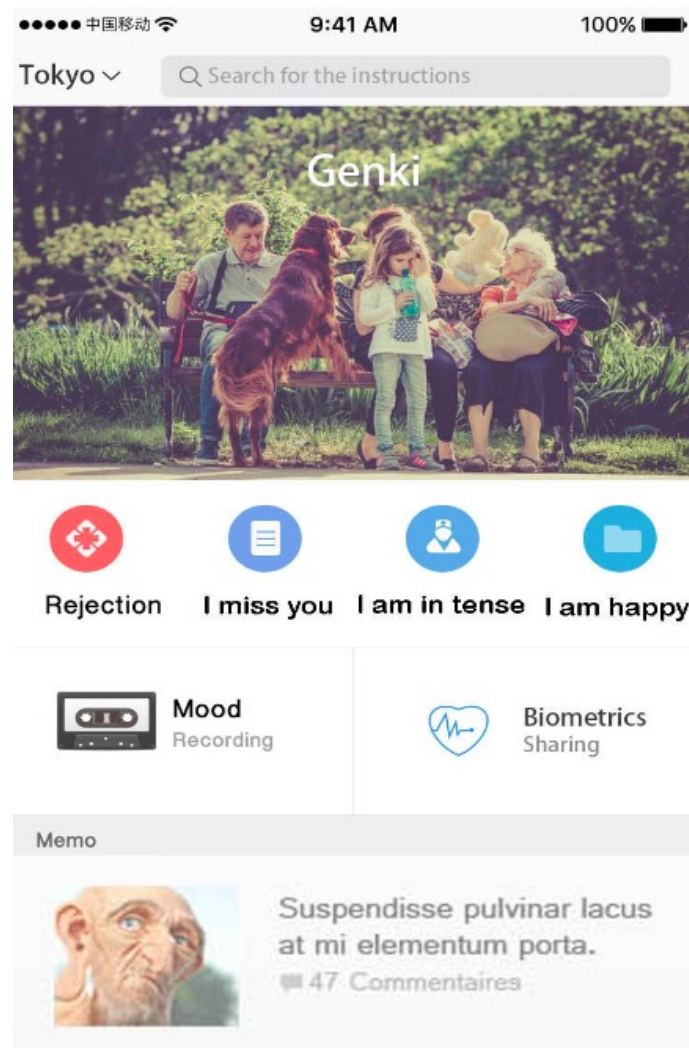 中国移动 9:41 AM 100%
Tokyo Search for the instructions
Genki
Rejection I miss you I am in tense I am happy
Mood Biometrics
Recording Sharing
Memo
Suspendisse pulvinar lacus
at mi elementum porta.
47 Commentaires